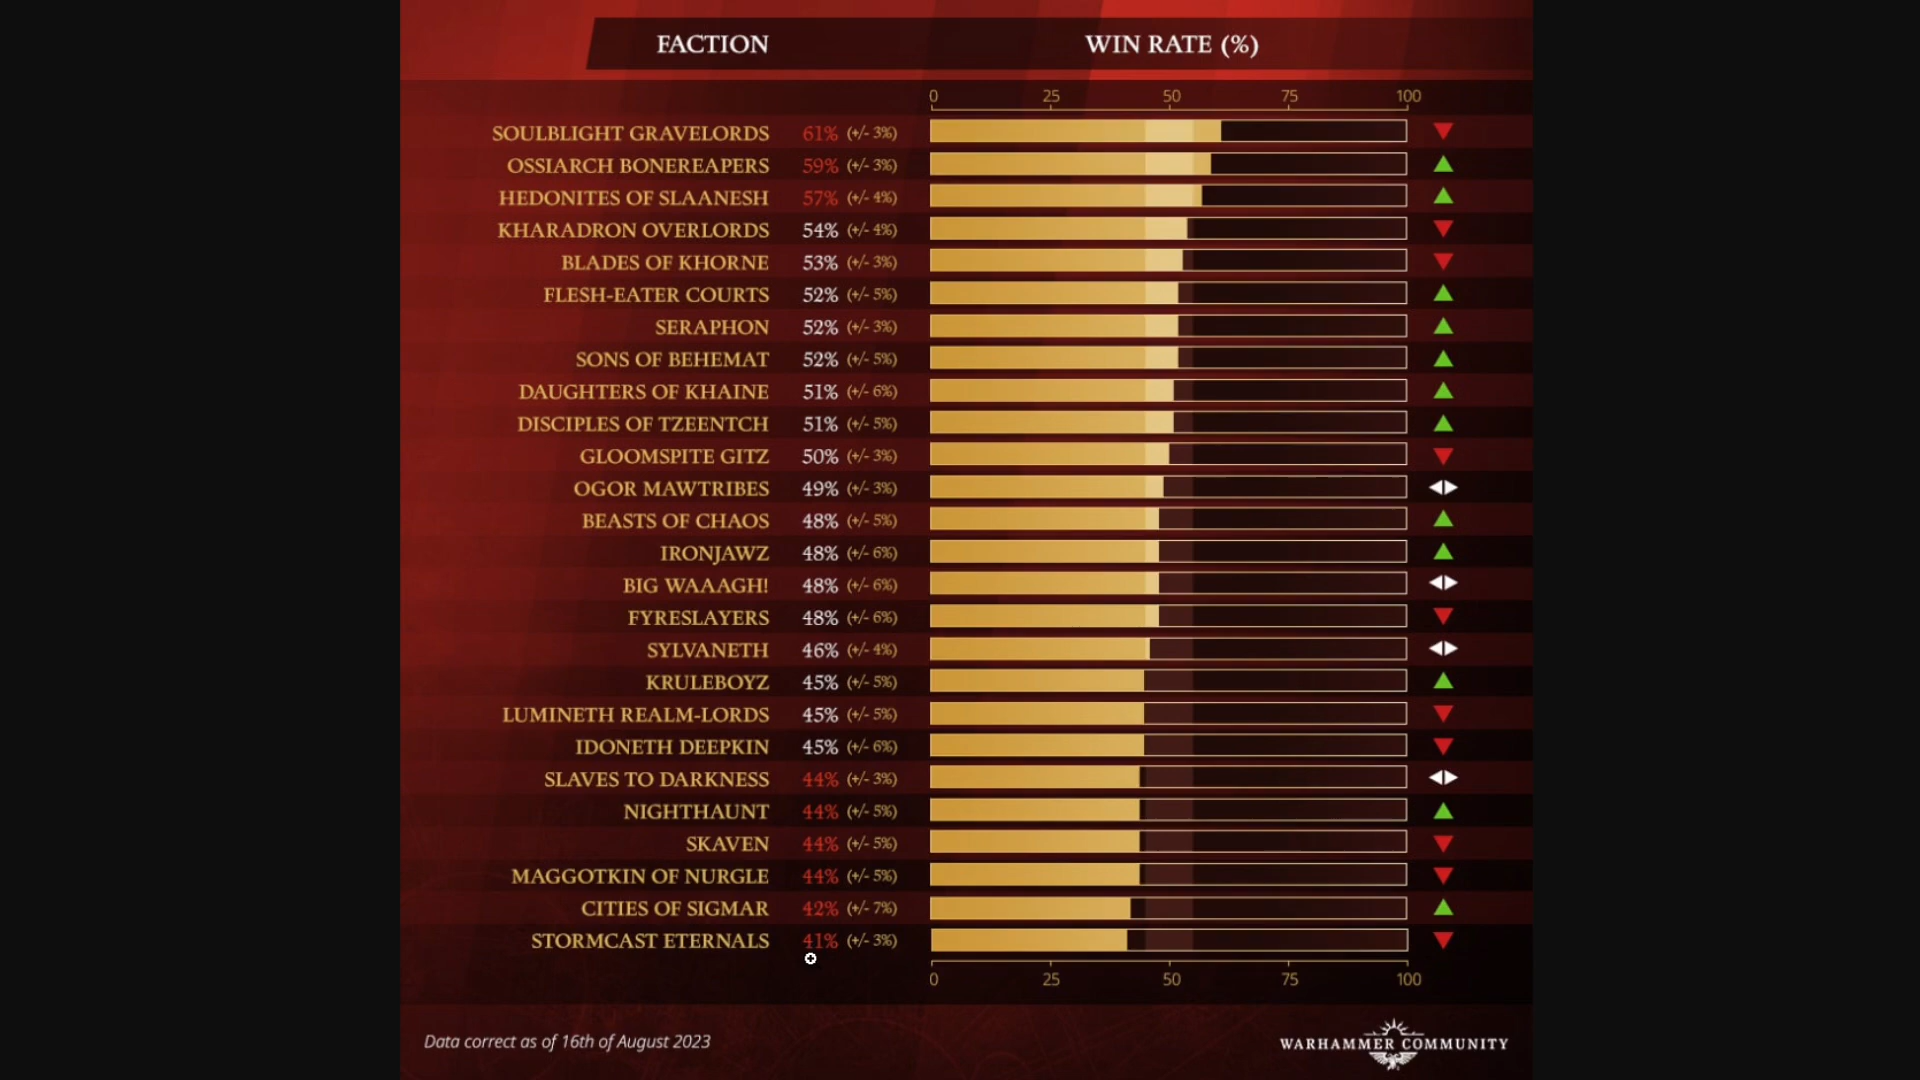 FACTION WIN RATE (%)
0 25 50 75 100
SOULBLIGHT GRAVELORDS 61% (+/- 3%)
OSSIARCH BONEREAPERS 59% (+/- 3%)
HEDONITES OF SLAANESH 57% (+/- 4%)
KHARADRON OVERLORDS 54% (+/- 4%)
BLADES OF KHORNE 53% (+/- 3%)
FLESH-EATER COURTS 52% (+/- 5%)
SERAPHON 52% (+/- 3%)
SONS OF BEHEMAT 52% (+/- 5%)
DAUGHTERS OF KHAINE 51% (+/- 6%)
DISCIPLES OF TZEENTCH 51% (+/- 5%)
GLOOMSPITE GITZ 50% (+/- 3%)
OGOR MAWTRIBES 49% (+/- 3%)
BEASTS OF CHAOS 48% (+/- 5%)
IRONJAWZ 48% (+/- 6%)
BIG WAAAGH! 48% (+/- 6%)
FYRESLAYERS 48% (+/- 6%)
SYLVANETH 46% (+/- 4%)
KRULEBOYZ 45% (+/- 5%)
LUMINETH REALM-LORDS 45% (+/- 5%)
IDONETH DEEPKIN 45% (+/- 6%)
SLAVES TO DARKNESS 44% (+/- 3%)
NIGHTHAUNT 44% (+/- 5%)
SKAVEN 44% (+/- 5%)
MAGGOTKIN OF NURGLE 44% (+/- 5%)
CITIES OF SIGMAR 42% (+/- 7%)
STORMCAST ETERNALS 41% (+/- 3%)
0 25 50 75 100
Data correct as of 16th of August 2023
WARHAMMER COMMUNITY